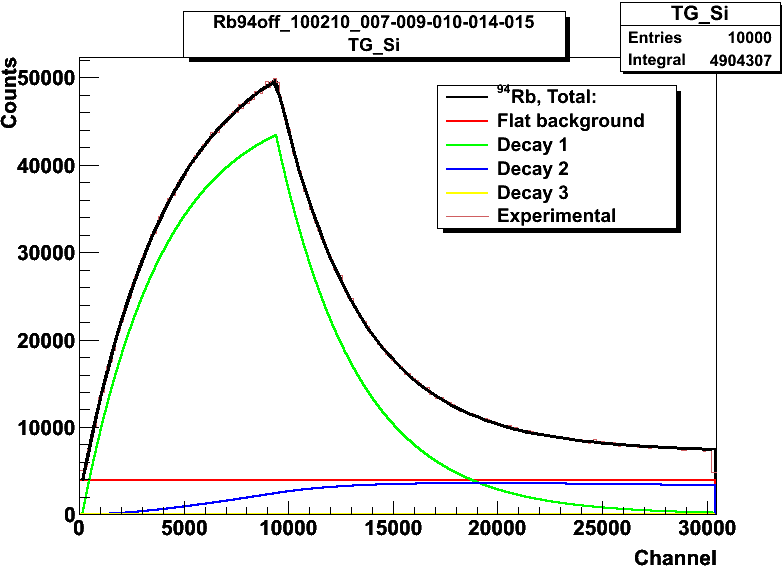 Rb94off_100210_007-009-010-014-015
TG_Si
TG_Si
Entries 10000
Integral 4904307
Counts
50000
40000
30000
20000
10000
0
94Rb, Total:
Flat background
Decay 1
Decay 2
Decay 3
Experimental
0 5000 10000 15000 20000 25000 30000
Channel